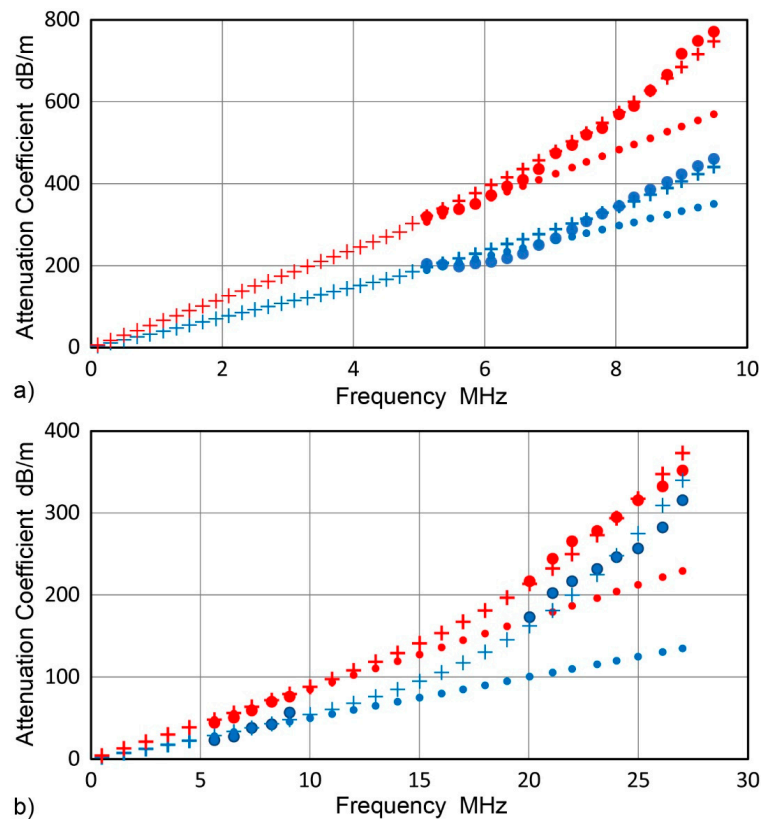 800
600
400
200
0
Attenuation Coefficient dB/m
0 2 4 6 8 10
a) Frequency MHz
400
300
200
100
0
Attenuation Coefficient dB/m
0 5 10 15 20 25 30
b) Frequency MHz